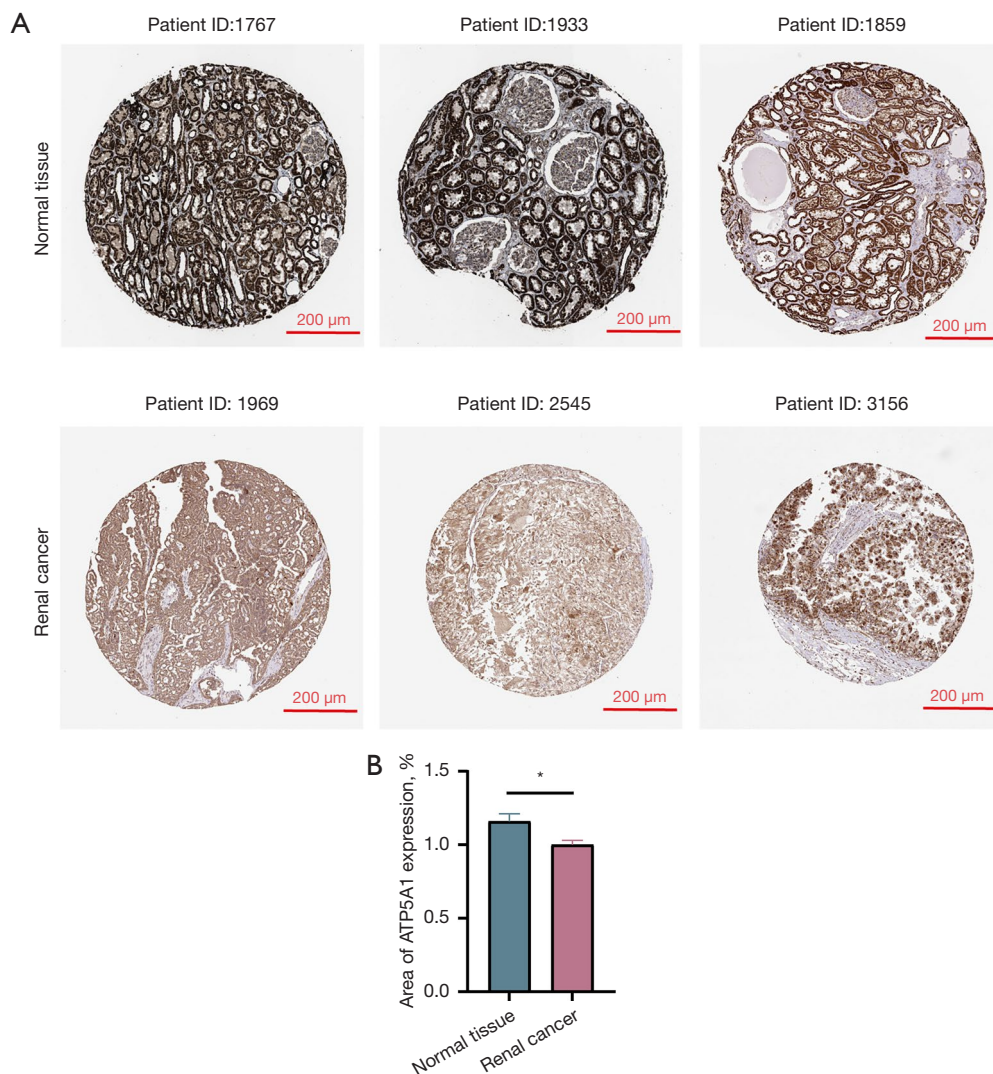 A
Patient ID:1767
Patient ID:1933
Patient ID:1859
Normal tissue
200 µm
200 µm
200 µm
Patient ID: 1969
Patient ID: 2545
Patient ID: 3156
Renal cancer
200 µm
200 µm
200 µm
B
Area of ATP5A1 expression, %
1.5
1.0
0.5
0.0
*
Normal tissue
Renal cancer